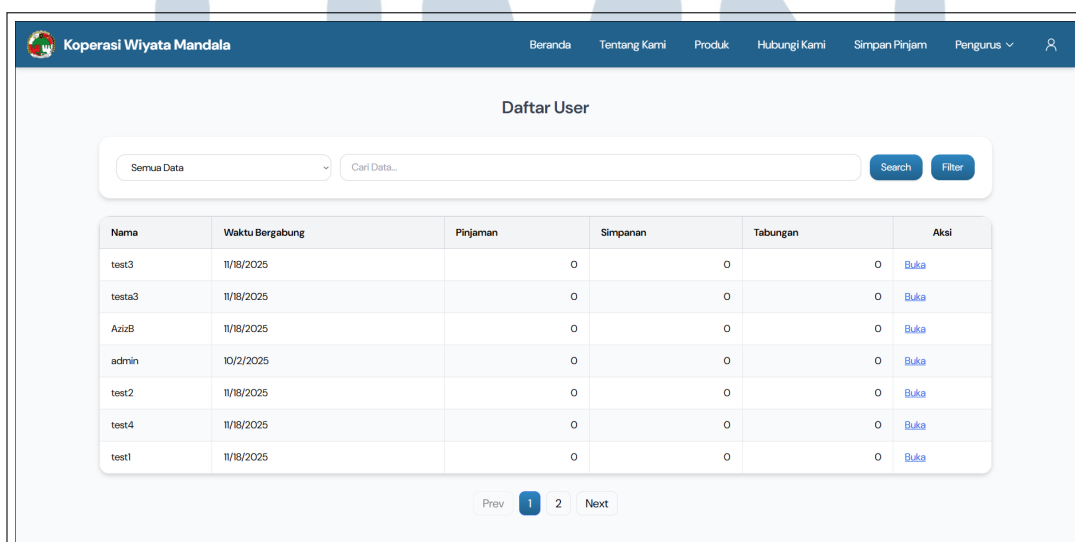 Koperasi Wiyata Mandala Beranda Tentang Kami Produk Hubungi Kami Simpan Pinjam Pengurus
Daftar User
Semua Data Cari Data... Search Filter
Nama Waktu Bergabung Pinjaman Simpanan Tabungan Aksi
test3 11/18/2025 0 0 0 Buka
testa3 11/18/2025 0 0 0 Buka
AzizB 11/18/2025 0 0 0 Buka
admin 10/2/2025 0 0 0 Buka
test2 11/18/2025 0 0 0 Buka
test4 11/18/2025 0 0 0 Buka
test1 11/18/2025 0 0 0 Buka
Prev 1 2 Next